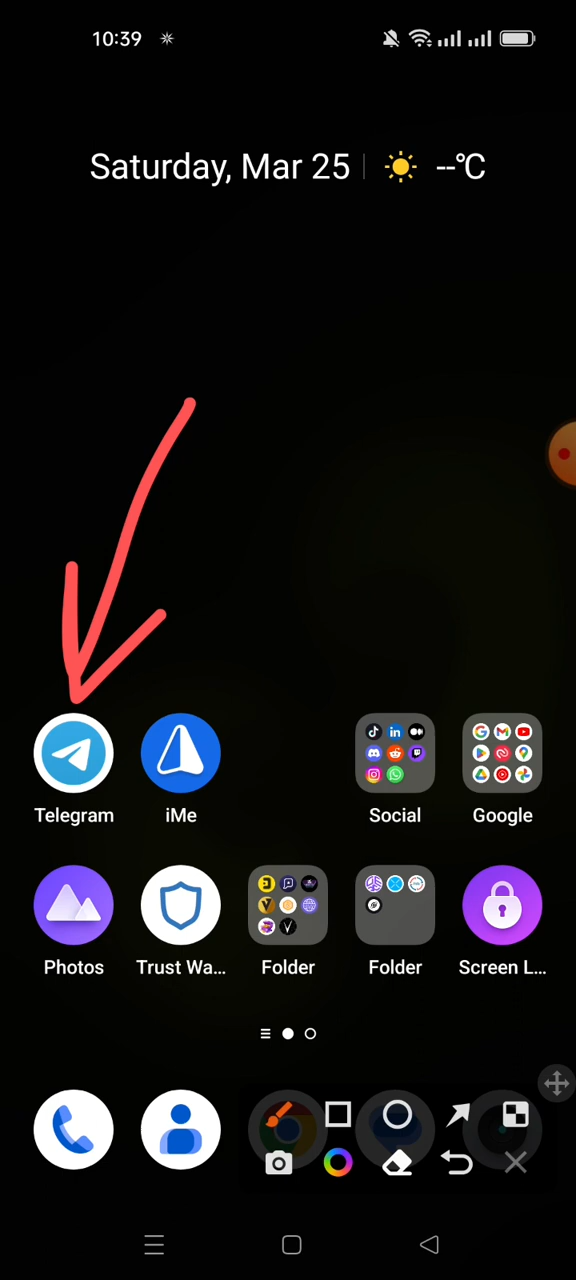 10:39
Saturday, Mar 25 --°C
Telegram iMe Social Google
Photos Trust Wa... Folder Folder Screen L...